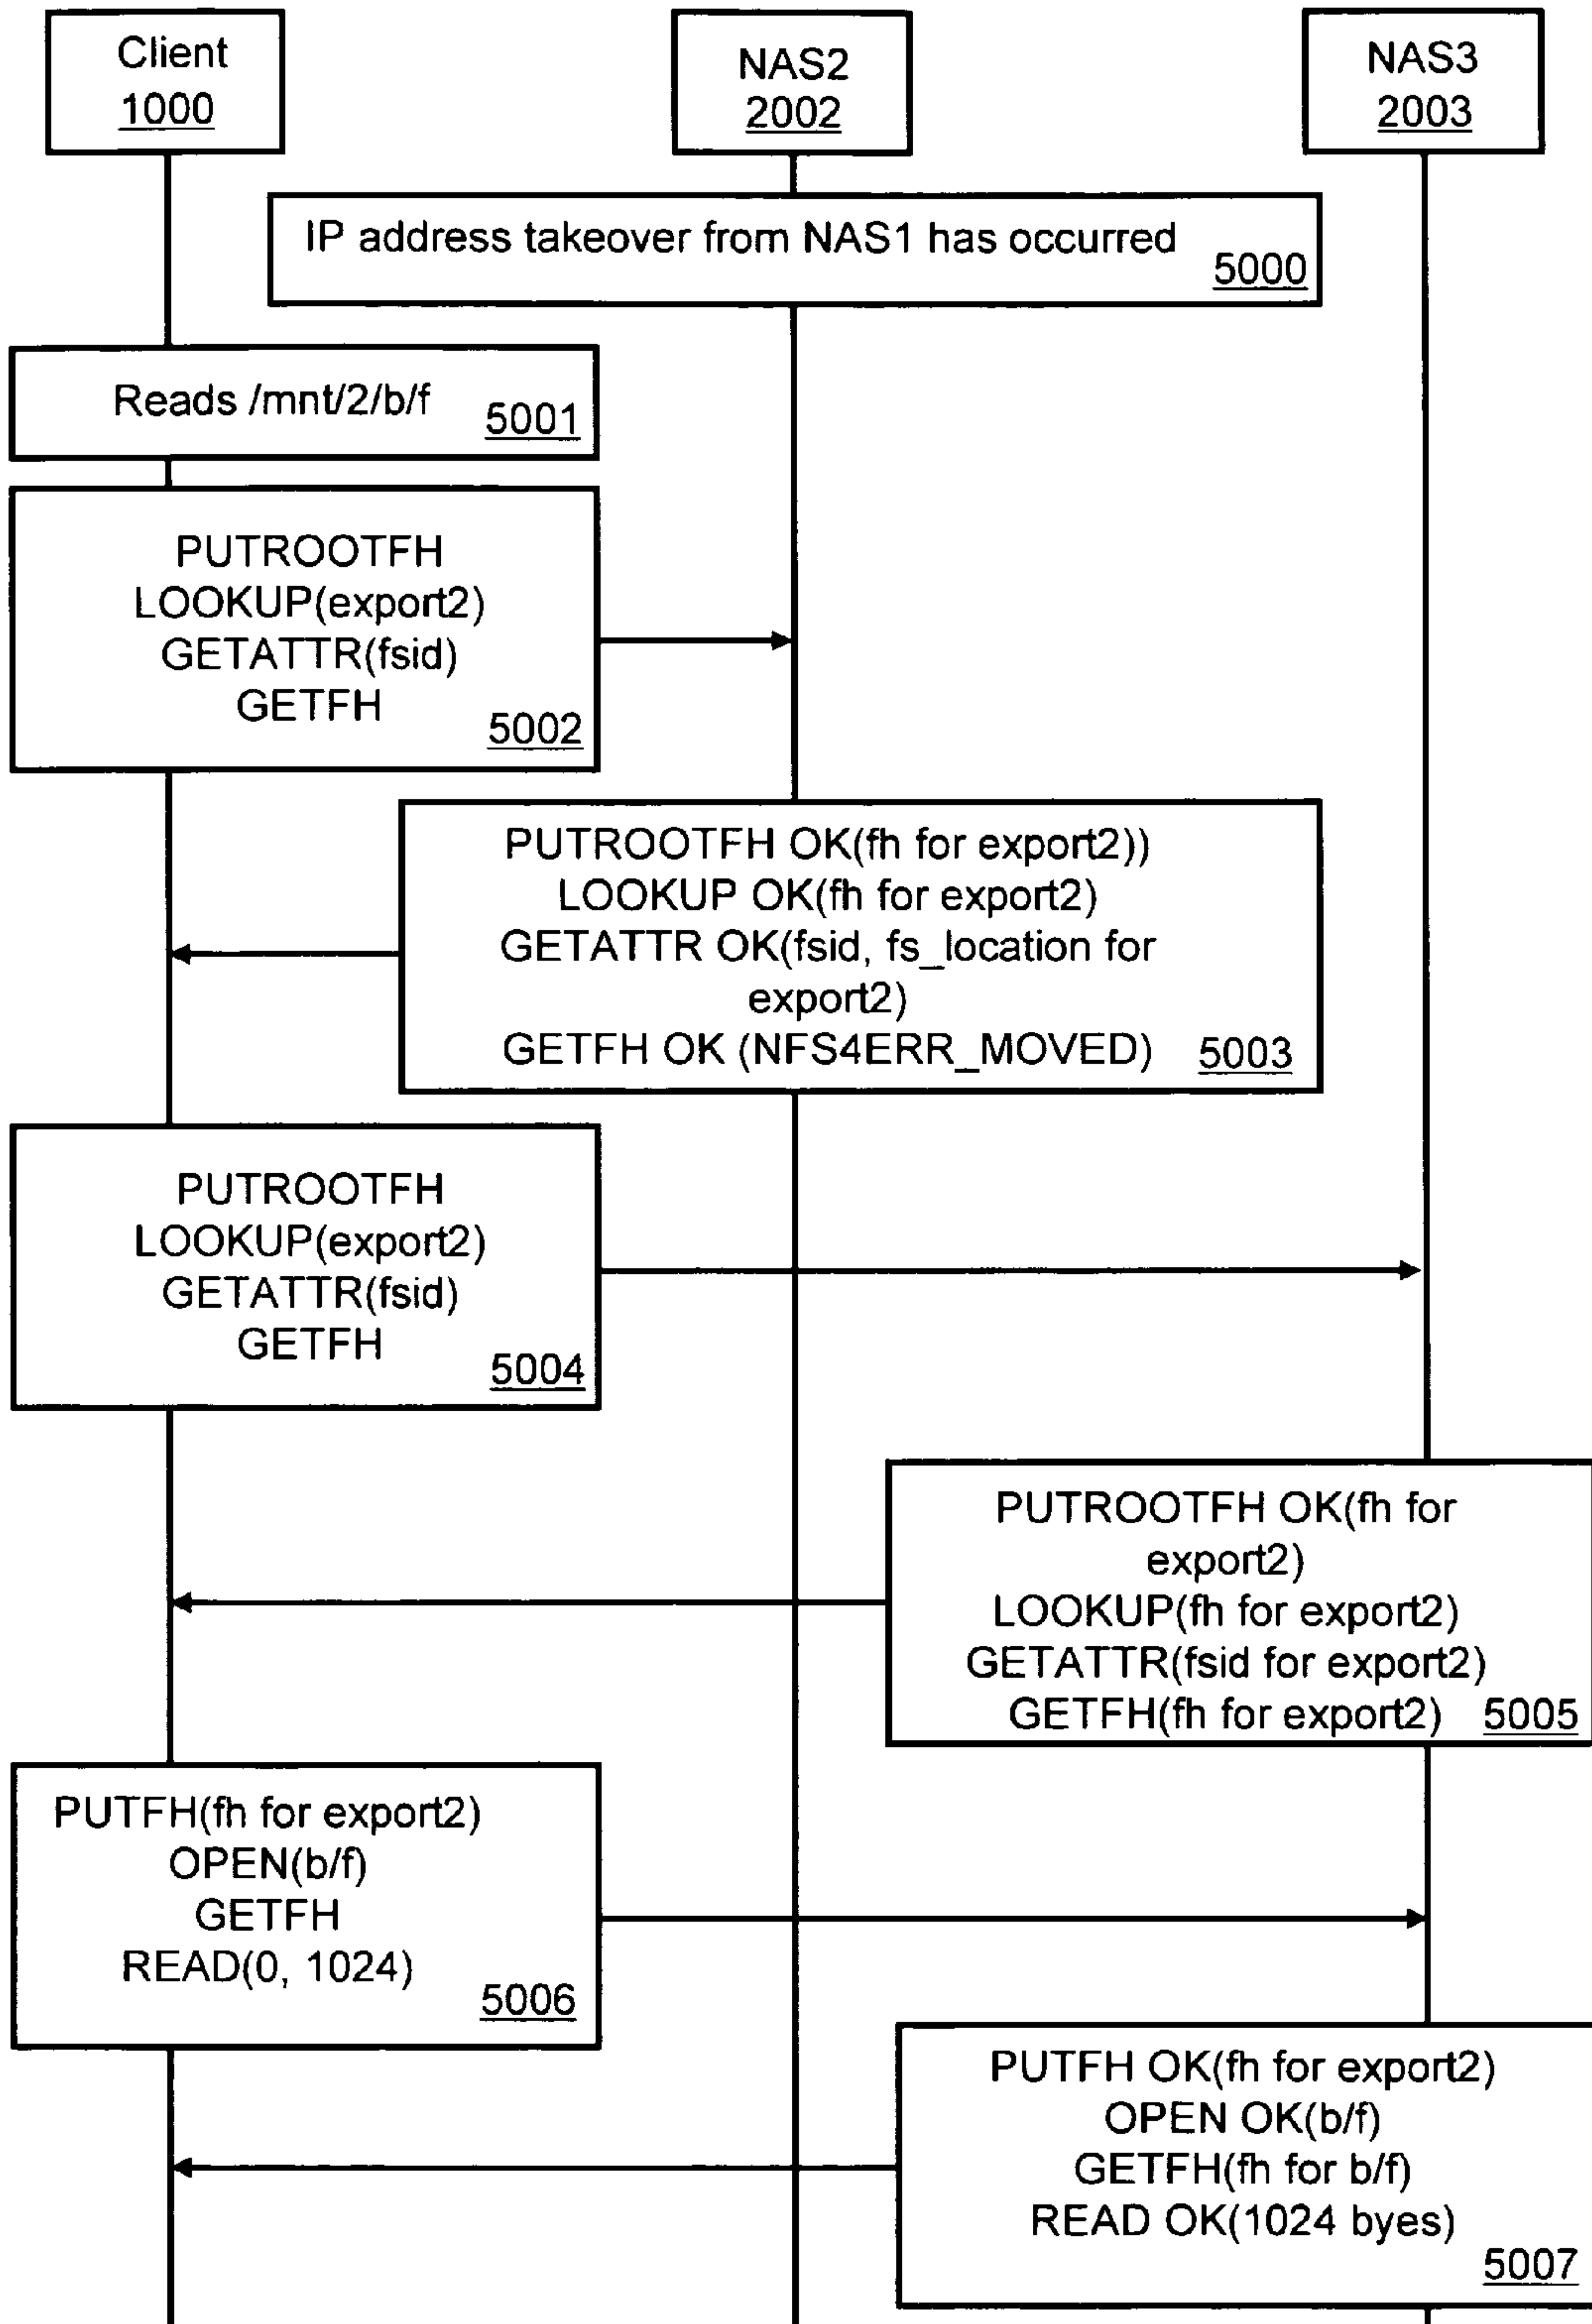 Client
1000
NAS2
2002
NAS3
2003
IP address takeover from NAS1 has occurred
5000
Reads /mnt/2/b/f
5001
PUTROOTFH
LOOKUP(export2)
GETATTR(fsid)
GETFH
5002
PUTROOTFH OK(fh for export2))
LOOKUP OK(fh for export2)
GETATTR OK(fsid, fs_location for
export2)
GETFH OK (NFS4ERR_MOVED)
5003
PUTROOTFH
LOOKUP(export2)
GETATTR(fsid)
GETFH
5004
PUTROOTFH OK(fh for
export2)
LOOKUP(fh for export2)
GETATTR(fsid for export2)
GETFH(fh for export2)
5005
PUTFH(fh for export2)
OPEN(b/f)
GETFH
READ(0, 1024)
5006
PUTFH OK(fh for export2)
OPEN OK(b/f)
GETFH(fh for b/f)
READ OK(1024 byes)
5007